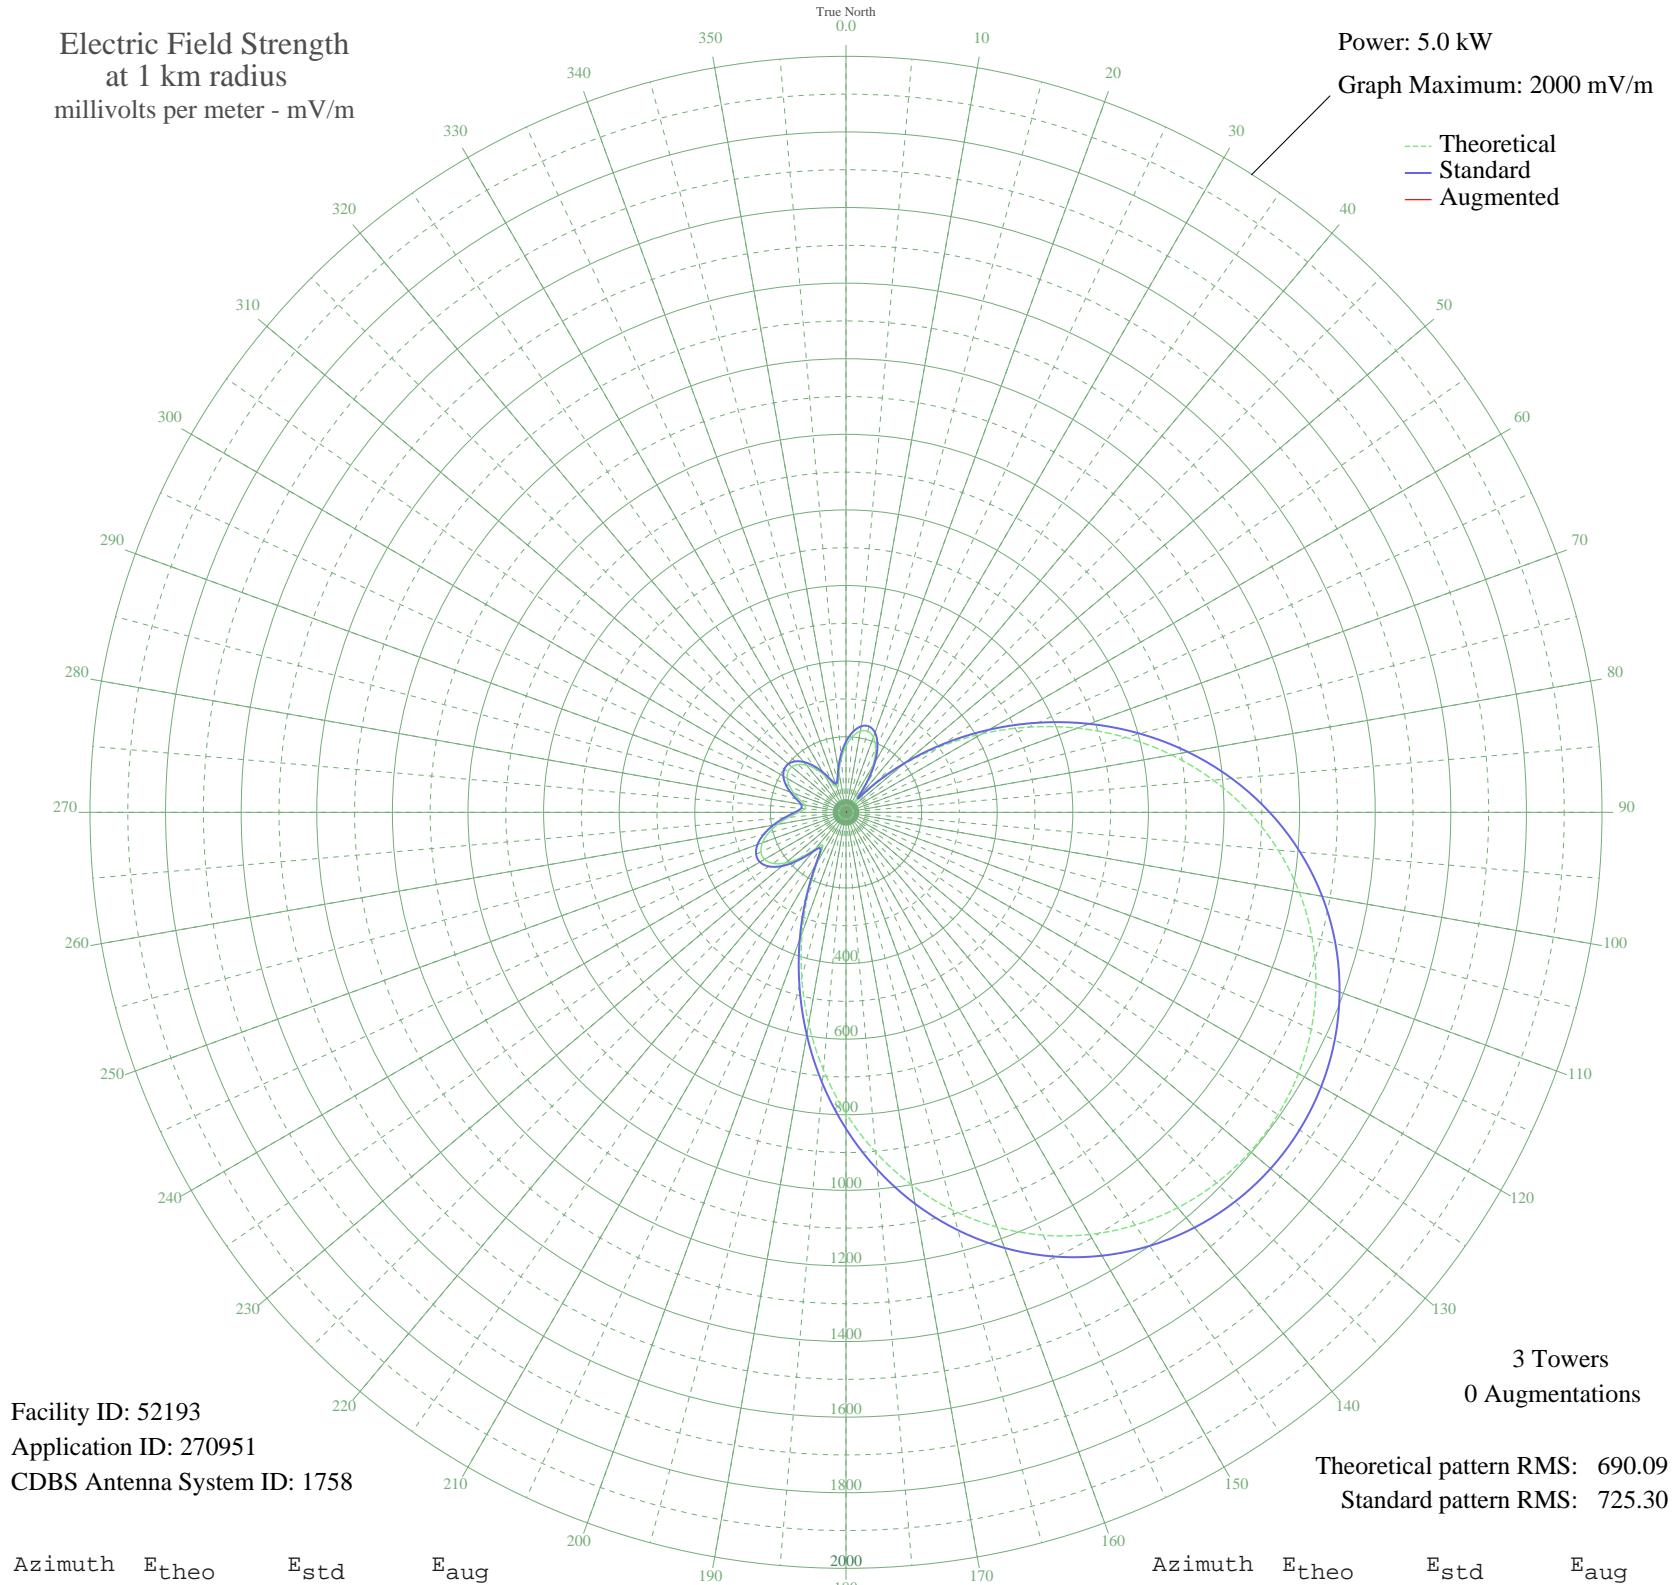 True North
Electric Field Strength
at 1 km radius
millivolts per meter - mV/m
Power: 5.0 kW
Graph Maximum: 2000 mV/m
Theoretical
Standard
Augmented
0.0
10
20
30
40
50
60
70
80
90
100
110
120
130
140
150
160
170
190
200
210
220
230
240
250
260
270
280
290
300
310
320
330
340
350
400
600
800
1000
1200
1400
1600
1800
2000
3 Towers
0 Augmentations
Facility ID: 52193
Application ID: 270951
CDBS Antenna System ID: 1758
Theoretical pattern RMS: 690.09
Standard pattern RMS: 725.30
Azimuth Etheo Estd Eaug
Azimuth Etheo Estd Eaug